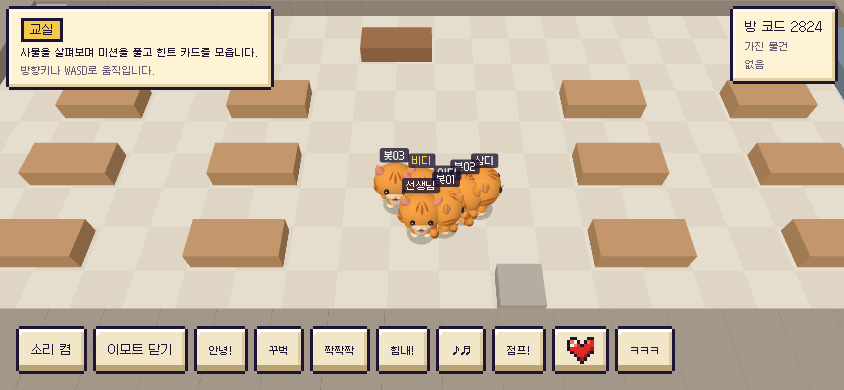 교실
사물을 살펴보며 미션을 풀고 힌트 카드를 모읍니다.
방향키나 WASD로 움직입니다.
방 코드 2824
가진 물건
없음
봇03
비디
봇02
봇01
선생님
소리 켬
이모트 닫기
안녕!
꾸벅
짝짝짝
힘내!
♪♬
점프!
ㅋㅋㅋ